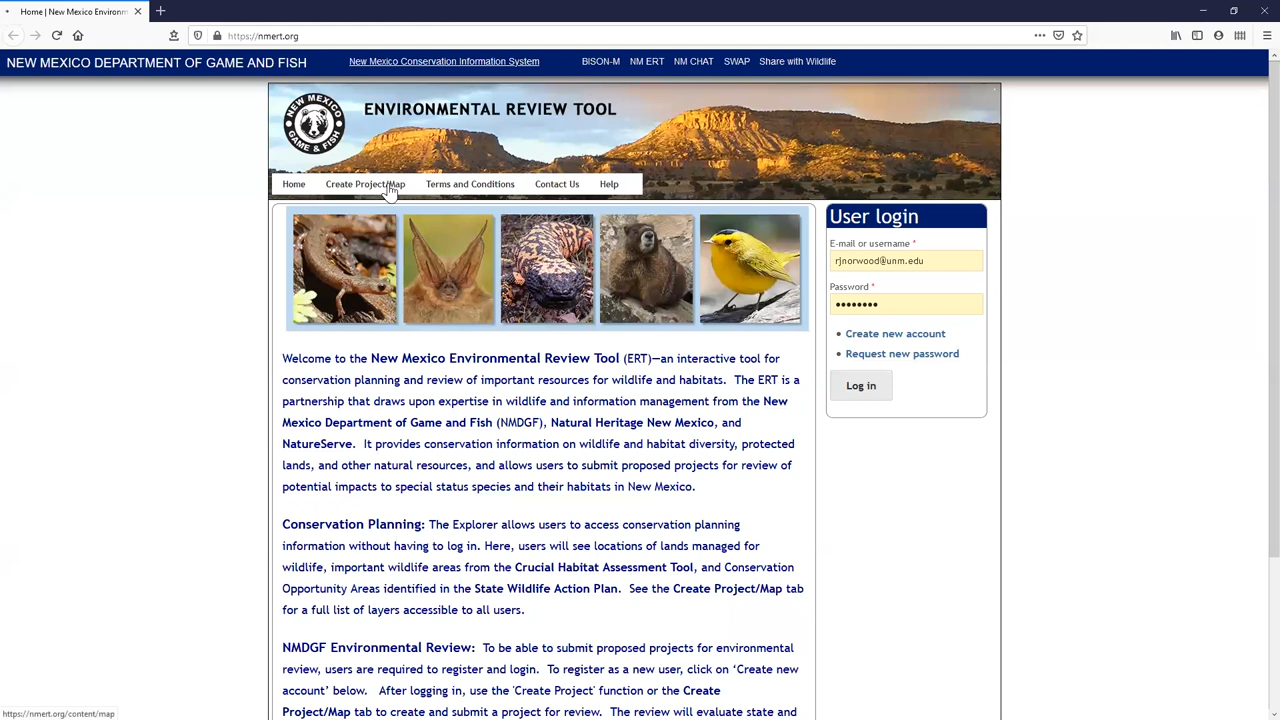 Home | New Mexico Environm
https://nmert.org
NEW MEXICO DEPARTMENT OF GAME AND FISH
New Mexico Conservation Information System
BISON-M NM ERT NM CHAT SWAP Share with Wildlife
NEW MEXICO
GAME & FISH
ENVIRONMENTAL REVIEW TOOL
Home Create Project/Map Terms and Conditions Contact Us Help
User login
E-mail or username *
rjnorwood@unm.edu
Password *
••••••••
Create new account
Request new password
Log in
Welcome to the New Mexico Environmental Review Tool (ERT)—an interactive tool for
conservation planning and review of important resources for wildlife and habitats. The ERT is a
partnership that draws upon expertise in wildlife and information management from the New
Mexico Department of Game and Fish (NMDGF), Natural Heritage New Mexico, and
NatureServe. It provides conservation information on wildlife and habitat diversity, protected
lands, and other natural resources, and allows users to submit proposed projects for review of
potential impacts to special status species and their habitats in New Mexico.
Conservation Planning: The Explorer allows users to access conservation planning
information without having to log in. Here, users will see locations of lands managed for
wildlife, important wildlife areas from the Crucial Habitat Assessment Tool, and Conservation
Opportunity Areas identified in the State Wildlife Action Plan. See the Create Project/Map tab
for a full list of layers accessible to all users.
NMDGF Environmental Review: To be able to submit proposed projects for environmental
review, users are required to register and login. To register as a new user, click on ‘Create new
account’ below. After logging in, use the 'Create Project' function or the Create
Project/Map tab to create and submit a project for review. The review will evaluate state and
https://nmert.org/content/map